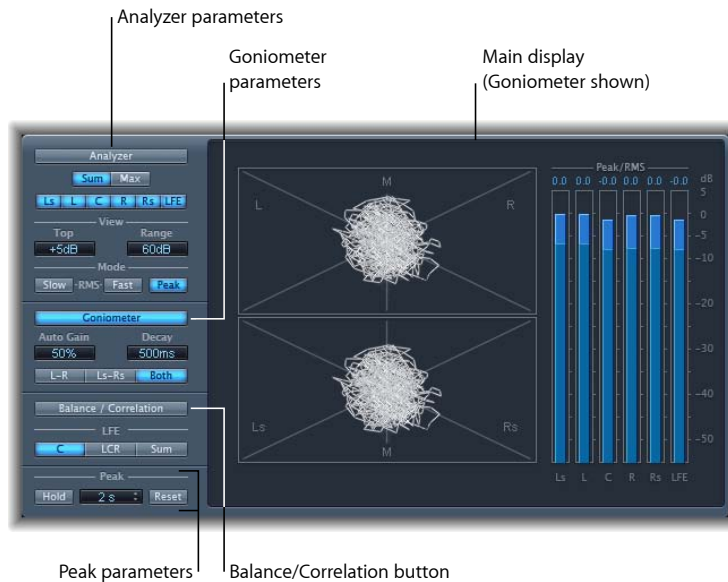 Analyzer parameters
Goniometer
parameters
Main display
(Goniometer shown)
Analyzer
Sum Max
Ls L C R Rs LFE
View
Top Range
+5dB 60dB
Mode
Slow -RMS- Fast Peak
Goniometer
Auto Gain Decay
50% 500ms
L-R Ls-Rs Both
Balance / Correlation
LFE
C LCR Sum
Peak
Hold 2 s Reset
M
L R
Ls Rs
M
Peak/RMS
0.0 0.0 -0.0 0.0 0.0 -0.0 dB
5
0
-5
-10
-20
-30
-40
-50
Ls L C R Rs LFE
Peak parameters
Balance/Correlation button